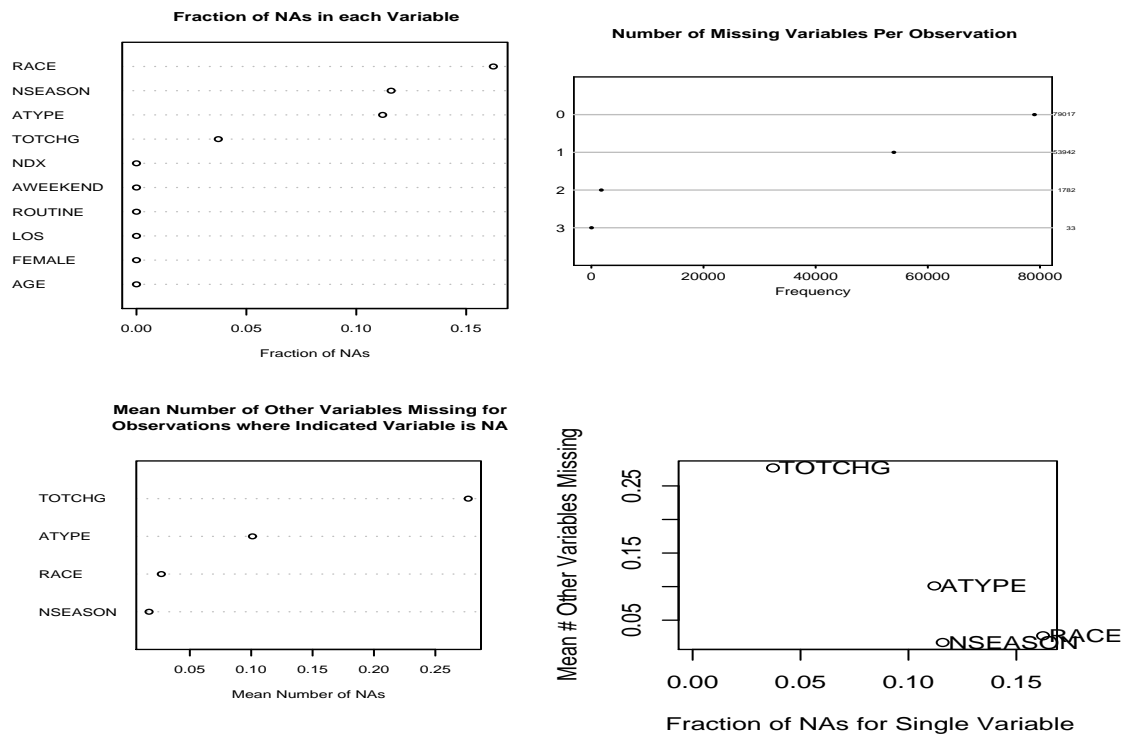 Fraction of NAs in each Variable
RACE
NSEASON
ATYPE
TOTCHG
NDX
AWEEKEND
ROUTINE
LOS
FEMALE
AGE
0.00 0.05 0.10 0.15
Fraction of NAs
Number of Missing Variables Per Observation
0 79017
1 53942
2 1782
3 33
0 20000 40000 60000 80000
Frequency
Mean Number of Other Variables Missing for
Observations where Indicated Variable is NA
TOTCHG
ATYPE
RACE
NSEASON
0.05 0.10 0.15 0.20 0.25
Mean Number of NAs
Mean # Other Variables Missing
0.25
0.15
0.05
TOTCHG
ATYPE
RACE
NSEASON
0.00 0.05 0.10 0.15
Fraction of NAs for Single Variable